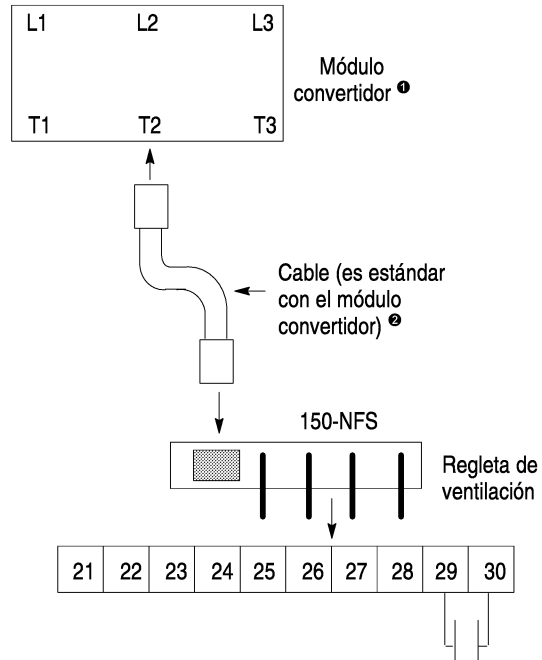 L1 L2 L3
Módulo
convertidor ❶
T1 T2 T3
Cable (es estándar
con el módulo
convertidor) ❷
150-NFS
Regleta de
ventilación
21 22 23 24 25 26 27 28 29 30